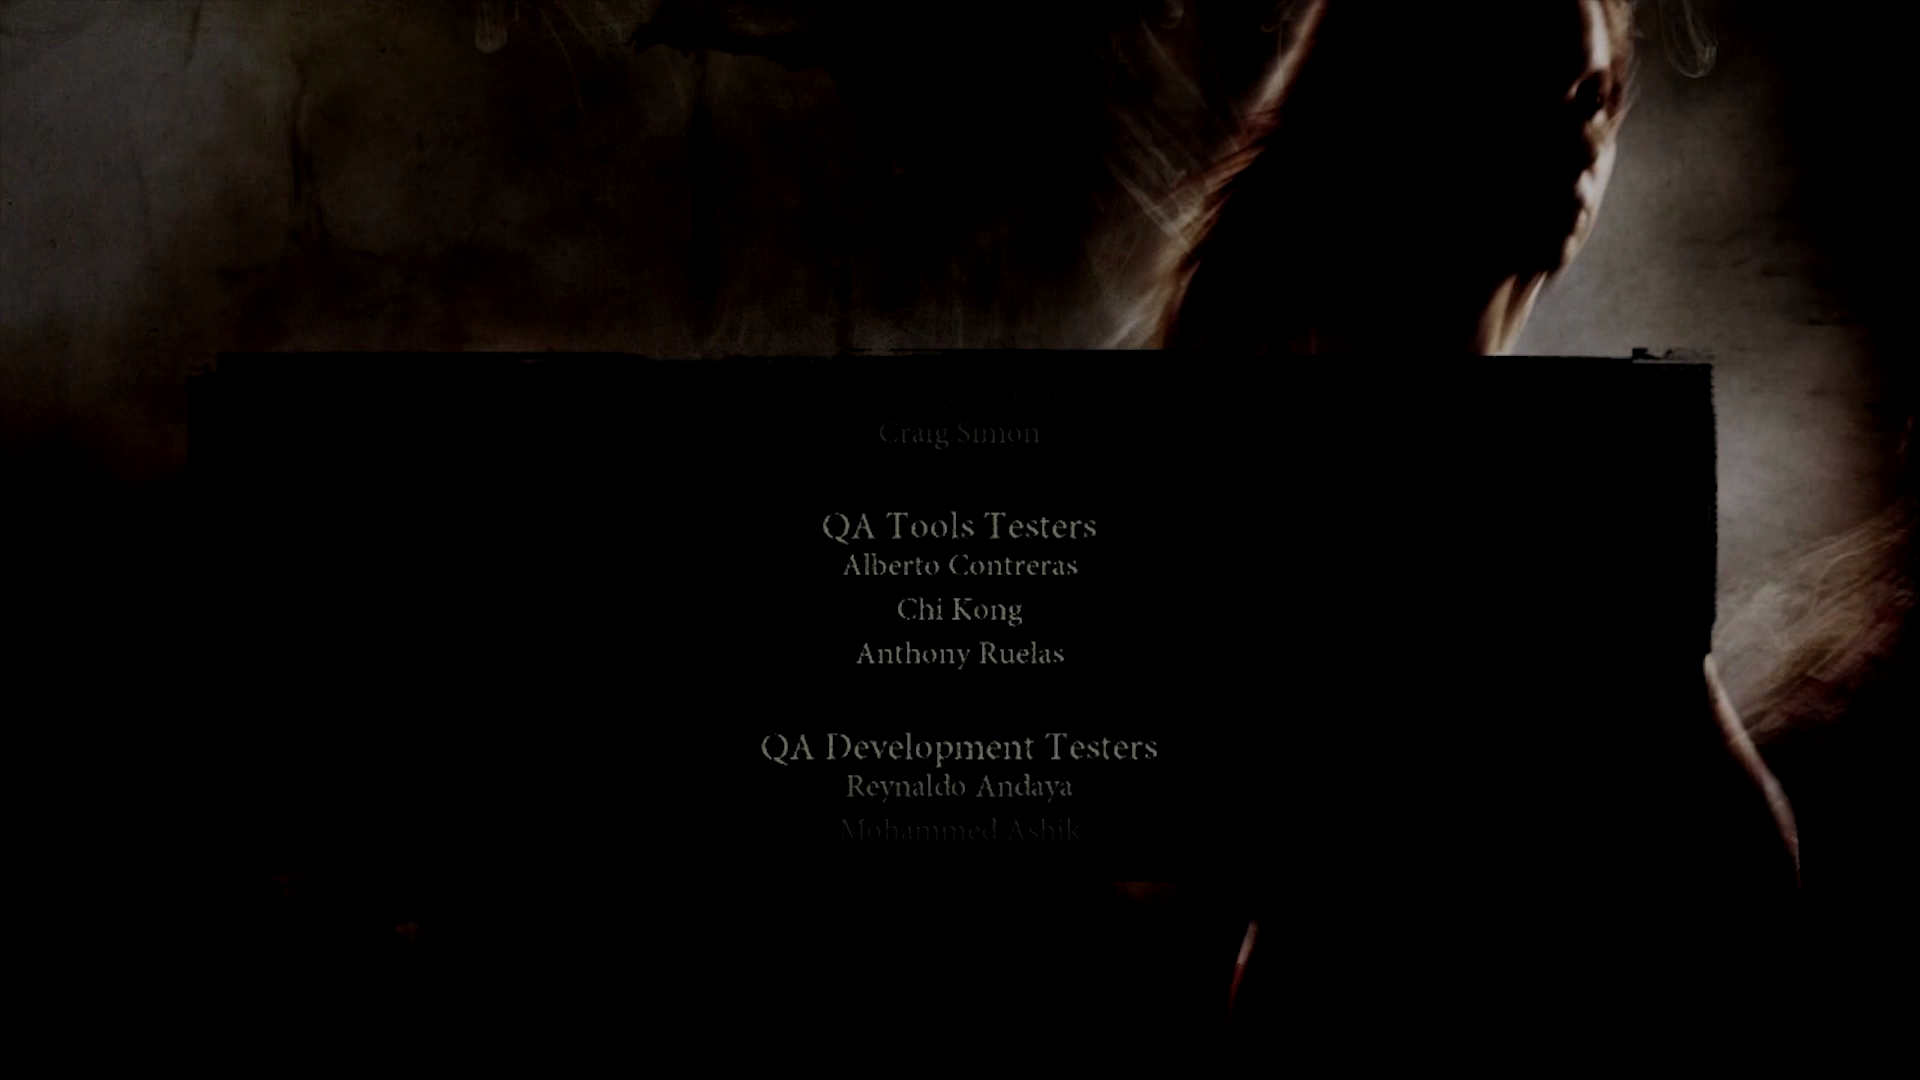 Craig Simon
QA Tools Testers
Alberto Contreras
Chi Kong
Anthony Ruelas
QA Development Testers
Reynaldo Andaya
Mohammed Ashik